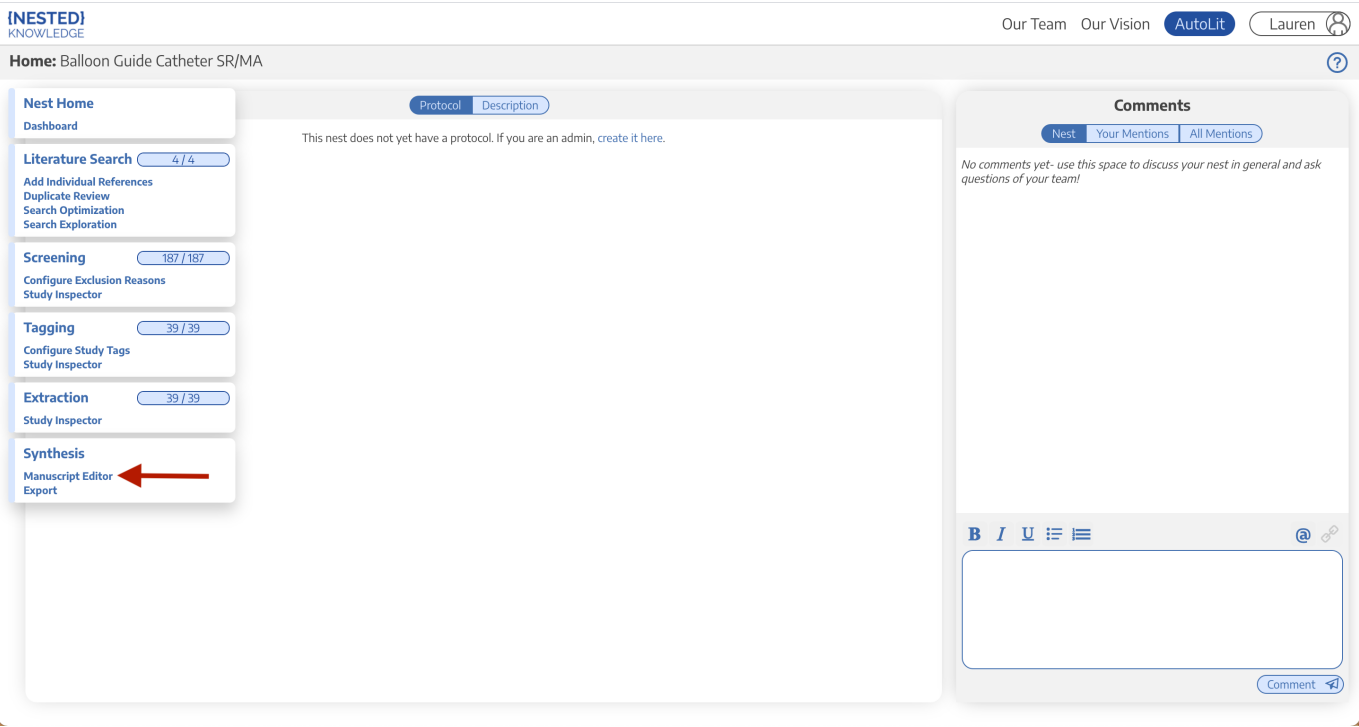 {NESTED}
KNOWLEDGE
Our Team Our Vision AutoLit Lauren
Home: Balloon Guide Catheter SR/MA
?
Nest Home
Dashboard
Literature Search 4 / 4
Add Individual References
Duplicate Review
Search Optimization
Search Exploration
Screening 187 / 187
Configure Exclusion Reasons
Study Inspector
Tagging 39 / 39
Configure Study Tags
Study Inspector
Extraction 39 / 39
Study Inspector
Synthesis
Manuscript Editor
Export
Protocol Description
This nest does not yet have a protocol. If you are an admin, create it here.
Comments
Nest Your Mentions All Mentions
No comments yet- use this space to discuss your nest in general and ask
questions of your team!
B I U @
Comment